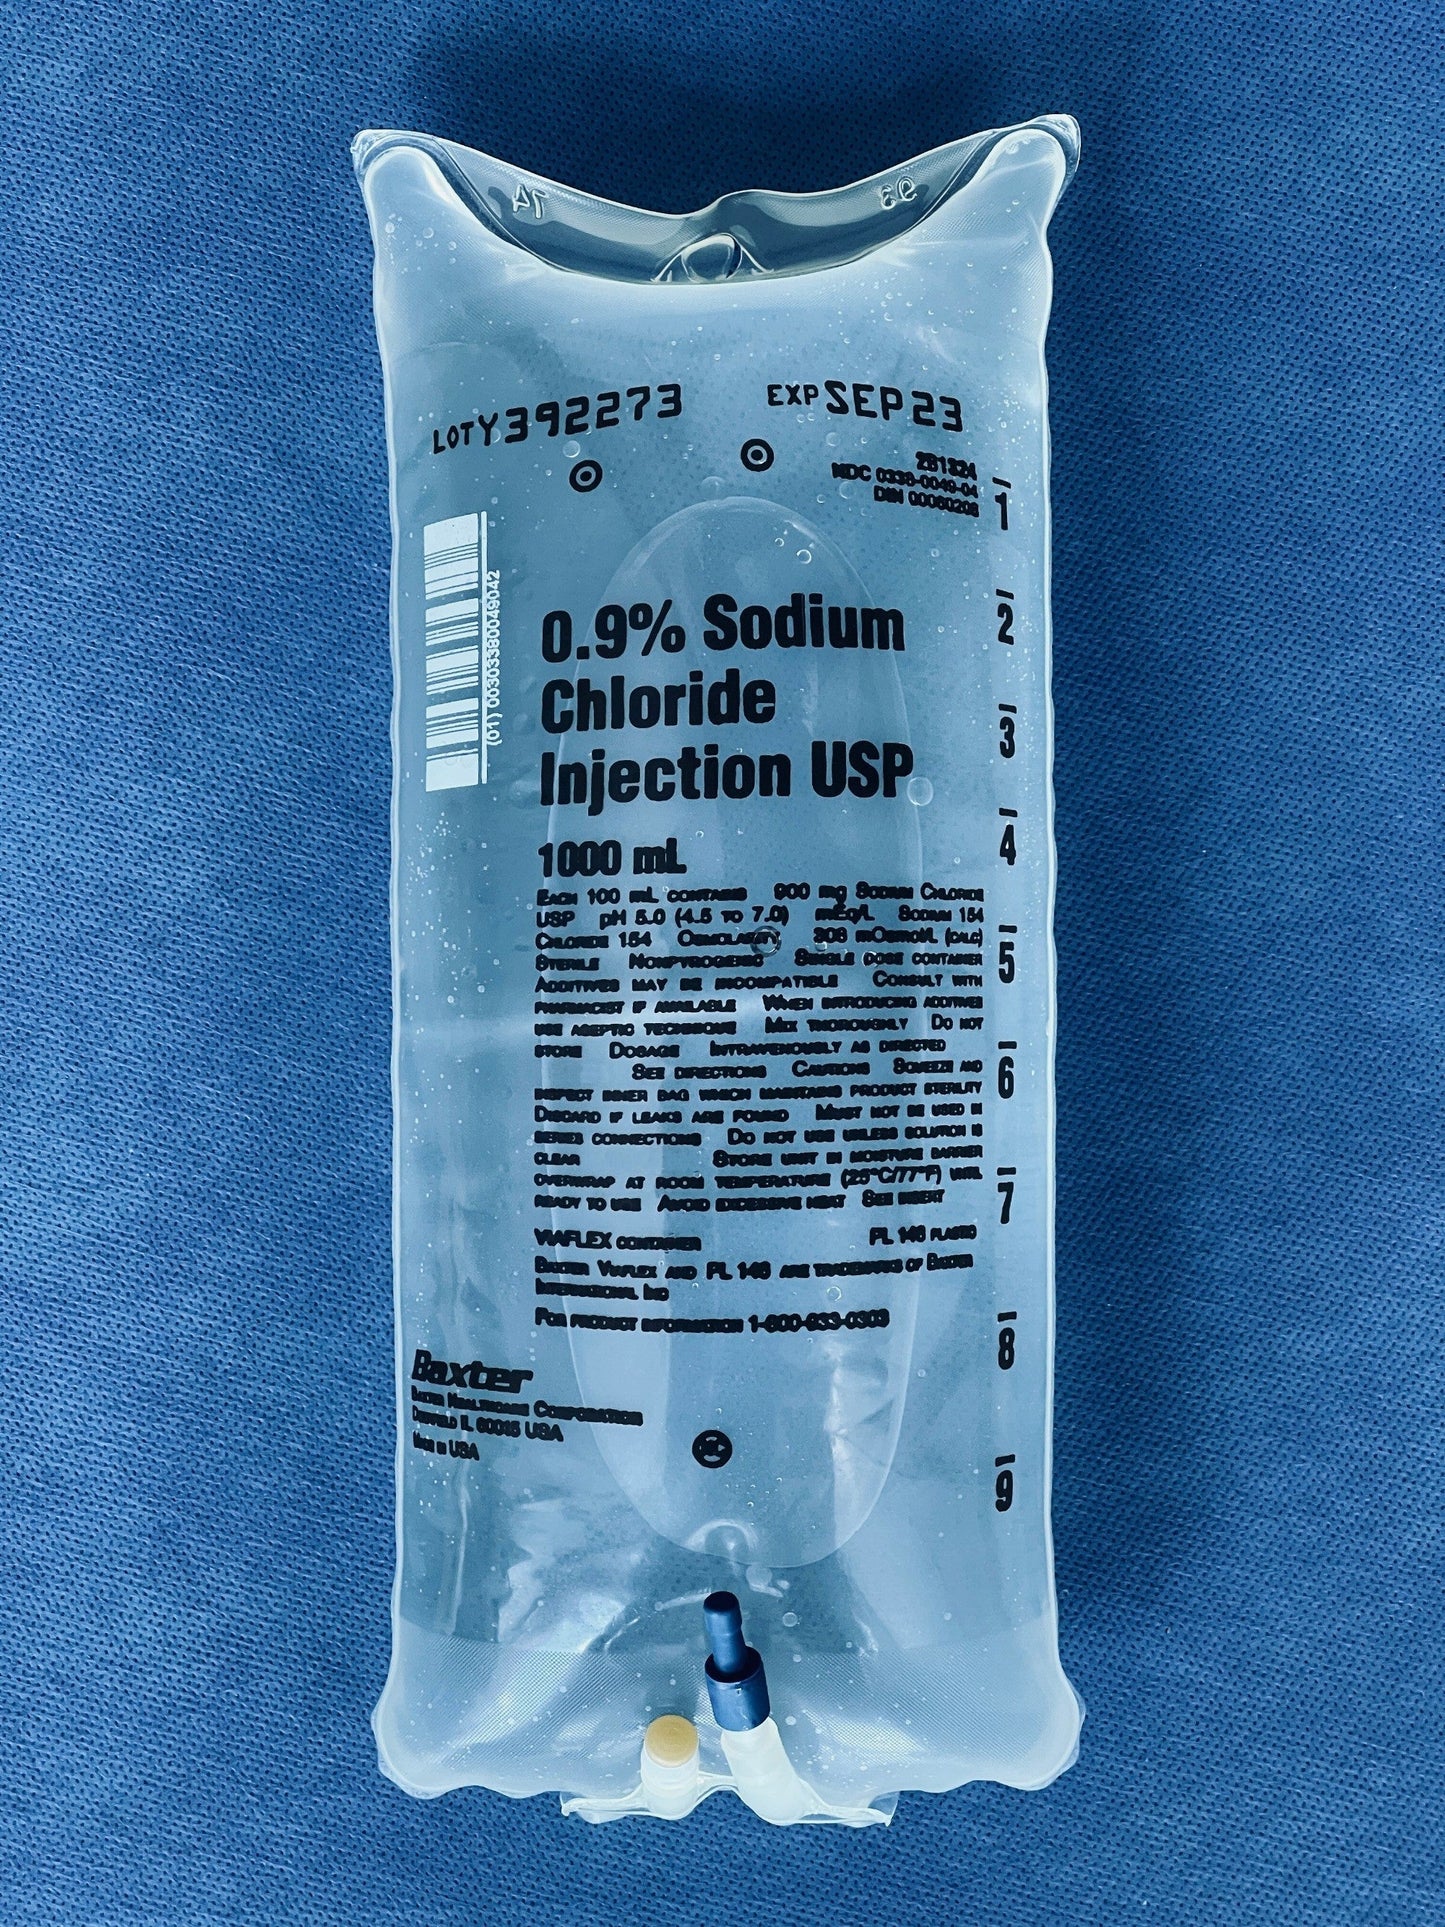 74
93
LOT Y392273 EXP SEP 23
2B1324
NDC 0338-0049-04
DIN 00060208
(01) 00303380049042
0.9% Sodium
Chloride
Injection USP
1000 mL
EACH 100 mL CONTAINS 900 mg SODIUM CHLORIDE
USP pH 5.0 (4.5 TO 7.0) mEq/L SODIUM 154
CHLORIDE 154 OSMOLARITY 308 mOsmol/L (CALC)
STERILE NONPYROGENIC SINGLE DOSE CONTAINER
ADDITIVES MAY BE INCOMPATIBLE CONSULT WITH
PHARMACIST IF AVAILABLE WHEN INTRODUCING ADDITIVES
USE ASEPTIC TECHNIQUE MIX THOROUGHLY DO NOT
STORE DOSAGE INTRAVENOUSLY AS DIRECTED
SEE DIRECTIONS CAUTIONS SQUEEZE AND
INSPECT INNER BAG WHICH MAINTAINS PRODUCT STERILITY
DISCARD IF LEAKS ARE FOUND MUST NOT BE USED IN
SERIES CONNECTIONS DO NOT USE UNLESS SOLUTION IS
CLEAR STORE UNIT IN MOISTURE BARRIER
OVERWRAP AT ROOM TEMPERATURE (25°C/77°F) UNTIL
READY TO USE AVOID EXCESSIVE HEAT SEE INSERT
VIAFLEX CONTAINER PL 146 PLASTIC
BAXTER VIAFLEX AND PL 146 ARE TRADEMARKS OF BAXTER
INTERNATIONAL INC
FOR PRODUCT INFORMATION 1-800-933-0303
Baxter
BAXTER HEALTHCARE CORPORATION
DEERFIELD IL 60015 USA
MADE IN USA
1
2
3
4
5
6
7
8
9